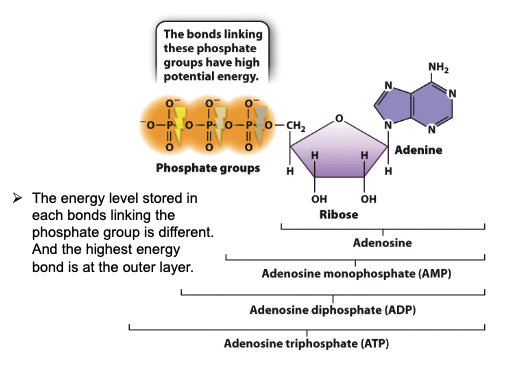 The bonds linking
these phosphate
groups have high
potential energy.
NH₂
N
N
N
N
O⁻ O⁻ O⁻
⁻O–P–O–P–O–P–O–CH₂
O O O
O
Adenine
H H H H
Phosphate groups
OH OH
Ribose
➢ The energy level stored in
each bonds linking the
phosphate group is different.
And the highest energy
bond is at the outer layer.
Adenosine
Adenosine monophosphate (AMP)
Adenosine diphosphate (ADP)
Adenosine triphosphate (ATP)